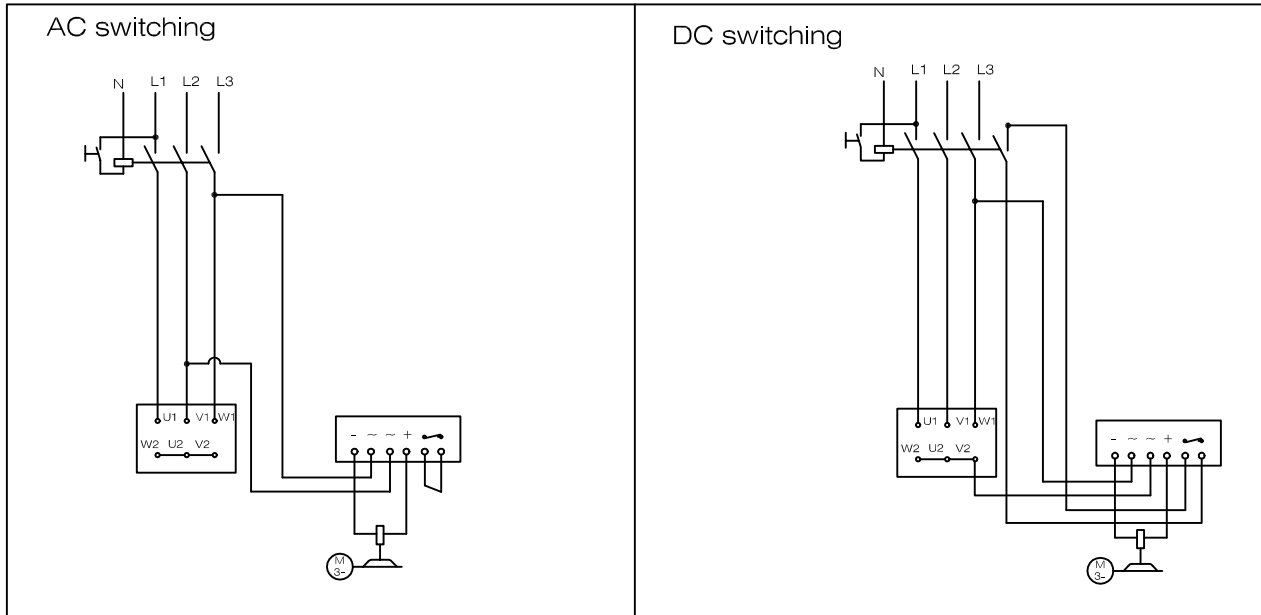 AC switching
N L1 L2 L3
U1 V1 W1
W2 U2 V2
- ~ ~ +
M
3~
DC switching
N L1 L2 L3
U1 V1 W1
W2 U2 V2
- ~ ~ +
M
3~